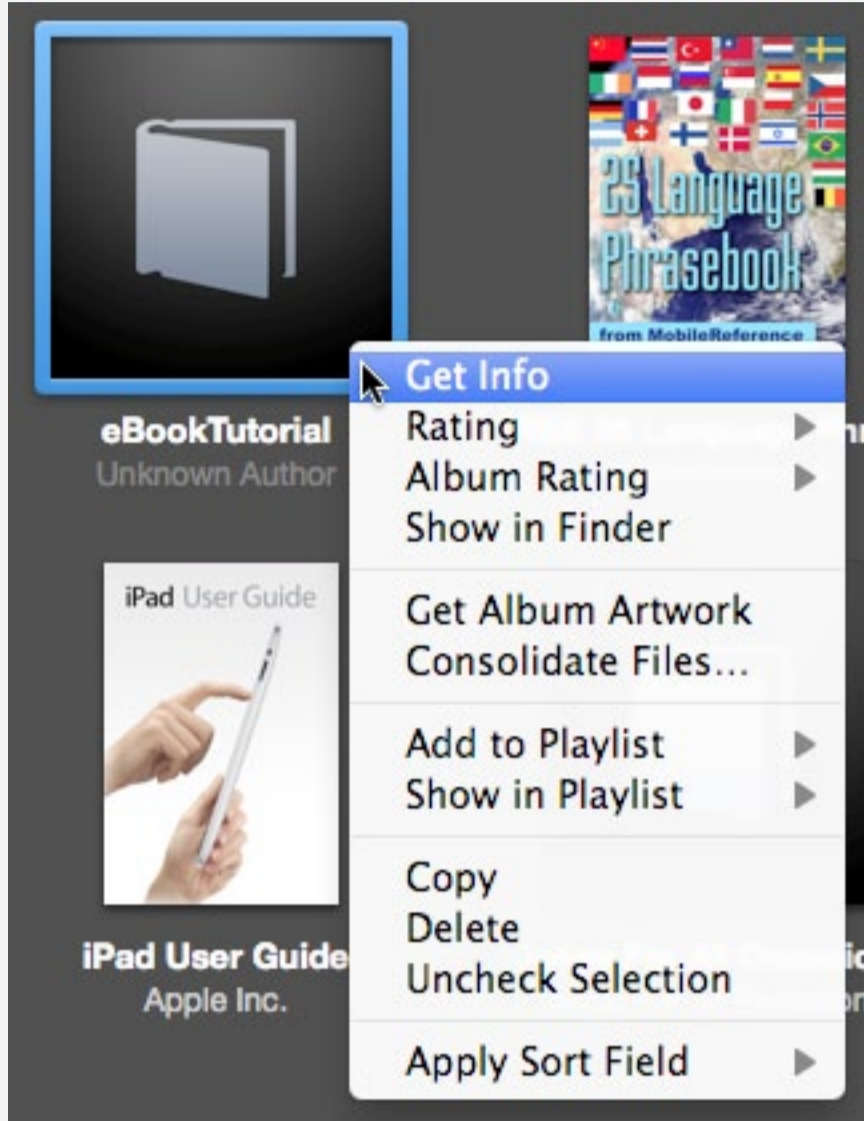 25 Language
Phrasebook
from MobileReference
eBookTutorial
Unknown Author
Get Info
Rating
Album Rating
Show in Finder
Get Album Artwork
Consolidate Files...
Add to Playlist
Show in Playlist
Copy
Delete
Uncheck Selection
Apply Sort Field
iPad User Guide
iPad User Guide
Apple Inc.